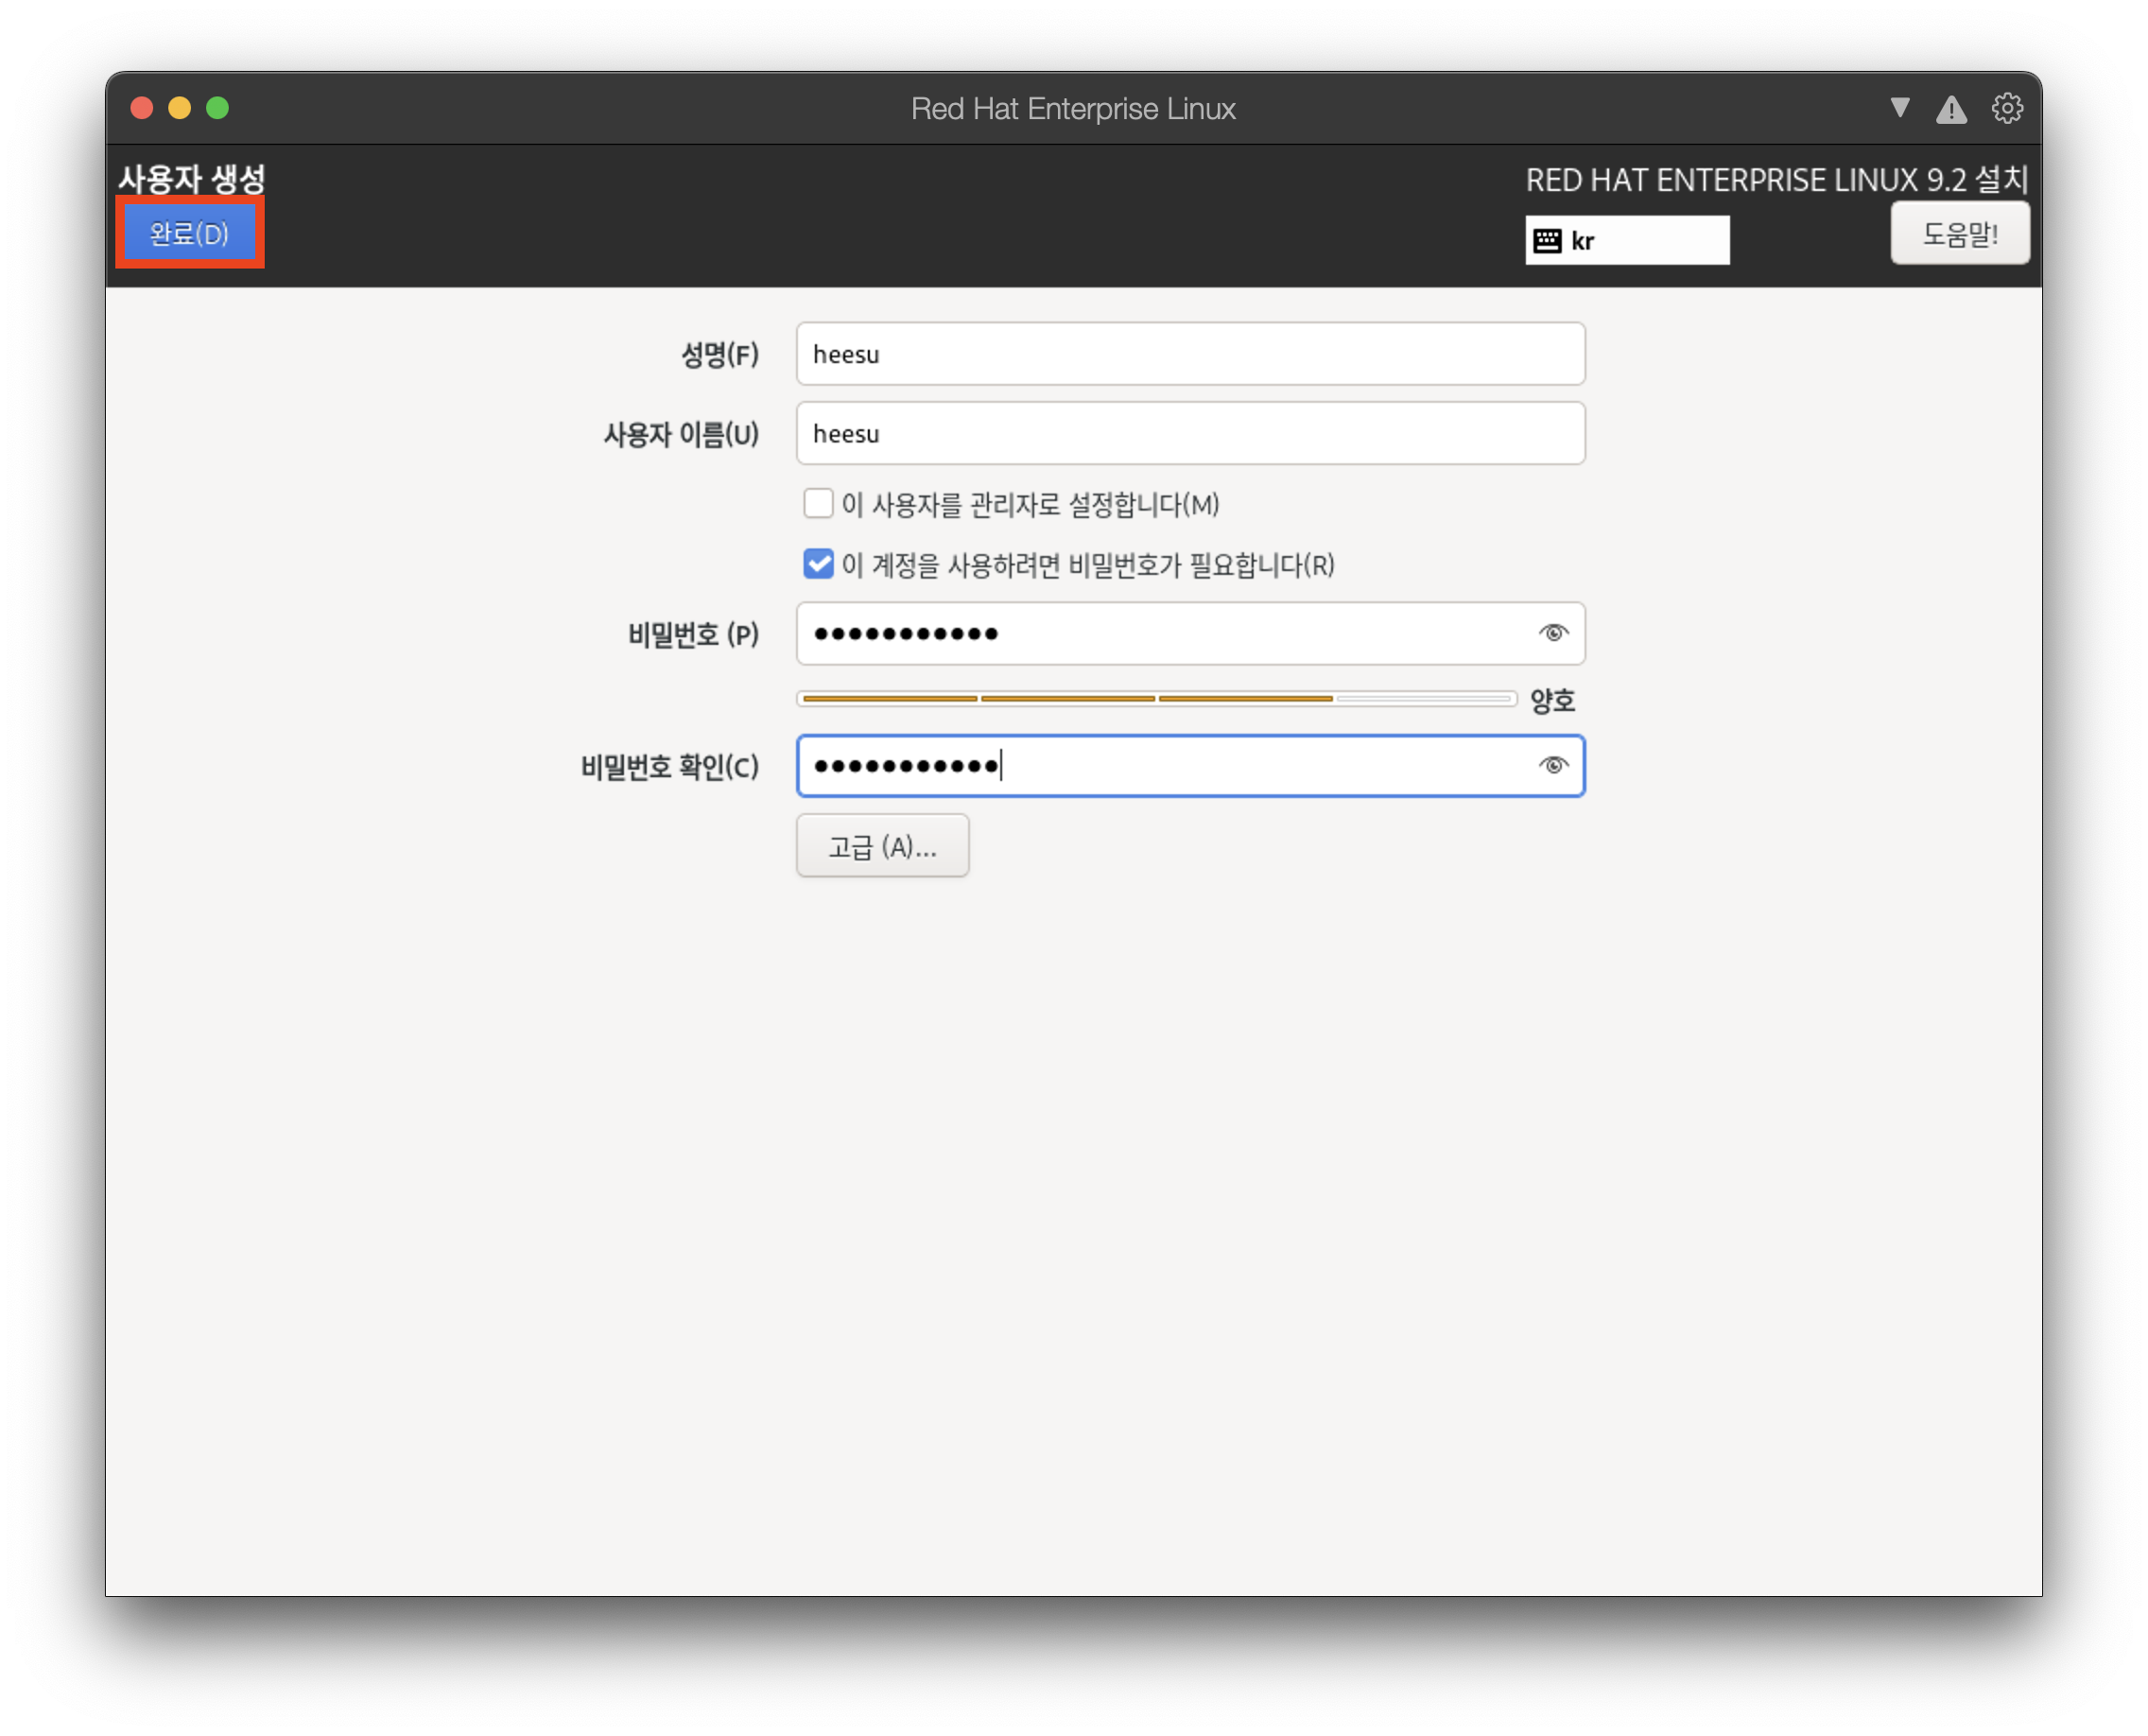 Red Hat Enterprise Linux
사용자 생성
RED HAT ENTERPRISE LINUX 9.2 설치
완료(D)
kr
도움말!
성명(F)
heesu
사용자 이름(U)
heesu
이 사용자를 관리자로 설정합니다(M)
이 계정을 사용하려면 비밀번호가 필요합니다(R)
비밀번호 (P)
●●●●●●●●●●●
양호
비밀번호 확인(C)
●●●●●●●●●●●
고급 (A)...